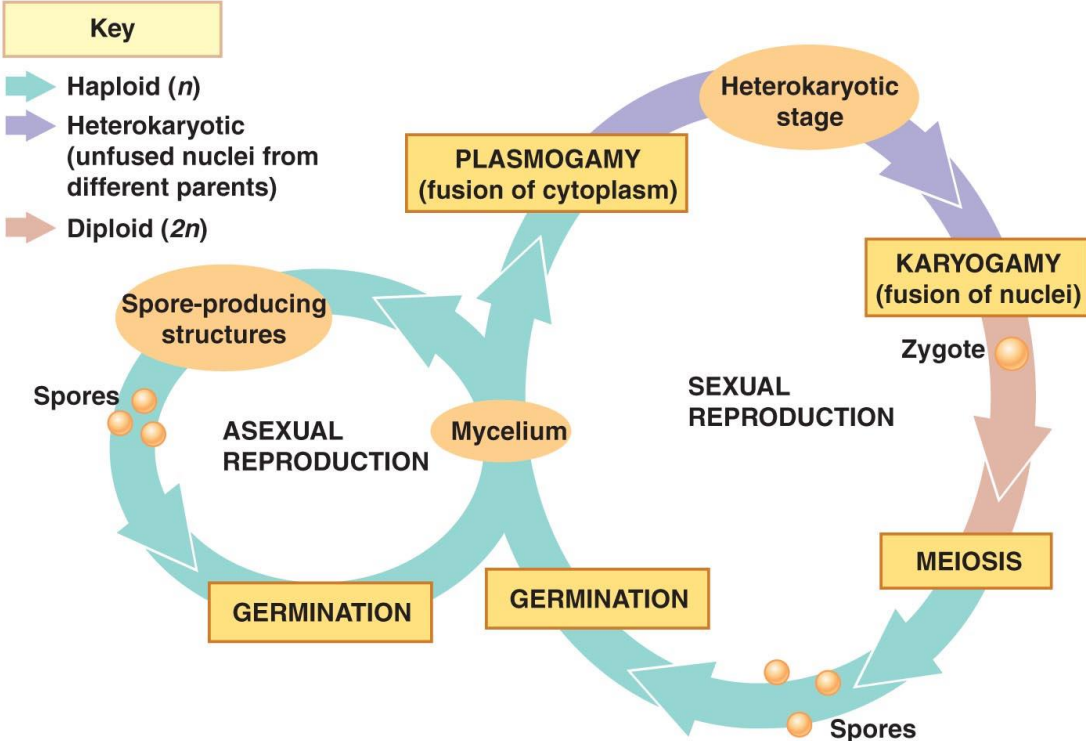 Key
Haploid (n)
Heterokaryotic
(unfused nuclei from
different parents)
Diploid (2n)
Heterokaryotic
stage
PLASMOGAMY
(fusion of cytoplasm)
KARYOGAMY
(fusion of nuclei)
Spore-producing
structures
Zygote
Spores
SEXUAL
REPRODUCTION
ASEXUAL
REPRODUCTION
Mycelium
MEIOSIS
GERMINATION
GERMINATION
Spores